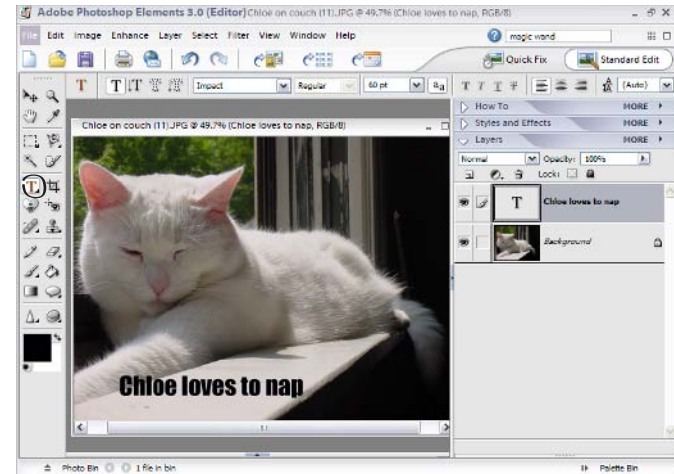 Adobe Photoshop Elements 3.0 (Editor) Chloe on couch (11).JPG @ 49.7% (Chloe loves to nap, RGB/8)
File Edit Image Enhance Layer Select Filter View Window Help magic wand
Quick Fix Standard Edit
T T T Impact Regular 60 pt aa T T T T (Auto)
How To MORE
Chloe on couch (11).JPG @ 49.7% (Chloe loves to nap, RGB/8)
Styles and Effects MORE
Layers MORE
Normal Opacity: 100%
Lock:
T Chloe loves to nap
Background
Chloe loves to nap
Photo Bin 1 file in bin Palette Bin